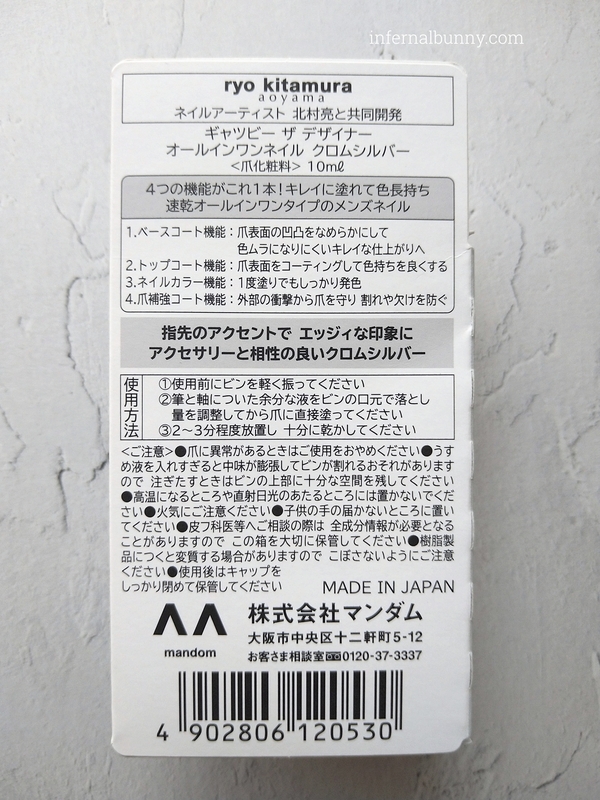 infernalbunny.com
ryo kitamura
aoyama
ネイルアーティスト 北村亮と共同開発
ギャツビー ザ デザイナー
オールインワンネイル クロムシルバー
<爪化粧料> 10mℓ
4つの機能がこれ1本!キレイに塗れて色長持ち
速乾オールインワンタイプのメンズネイル
1.ベースコート機能:爪表面の凹凸をなめらかにして
色ムラになりにくいキレイな仕上がりへ
2.トップコート機能:爪表面をコーティングして色持ちを良くする
3.ネイルカラー機能:1度塗りでもしっかり発色
4.爪補強コート機能:外部の衝撃から爪を守り 割れや欠けを防ぐ
指先のアクセントで エッジィな印象に
アクセサリーと相性の良いクロムシルバー
使用方法
①使用前にビンを軽く振ってください
②筆と軸についた余分な液をビンの口元で落とし
量を調整してから爪に直接塗ってください
③2~3分程度放置し 十分に乾かしてください
<ご注意>●爪に異常があるときはご使用をおやめください●うす
め液を入れすぎると中味が膨張してビンが割れるおそれがあります
ので 注ぎたすときはビンの上部に十分な空間を残してください
●高温になるところや直射日光のあたるところには置かないでくだ
さい●火気にご注意ください●子供の手の届かないところに置い
てください●皮フ科医等へご相談の際は 全成分情報が必要となる
ことがありますので この箱を大切に保管してください●樹脂製
品につくと変質する場合がありますので こぼさないようにご注意
ください●使用後はキャップを
しっかり閉めて保管してください
MADE IN JAPAN
mandom
株式会社マンダム
大阪市中央区十二軒町5-12
お客さま相談室 0120-37-3337
4 902806 120530